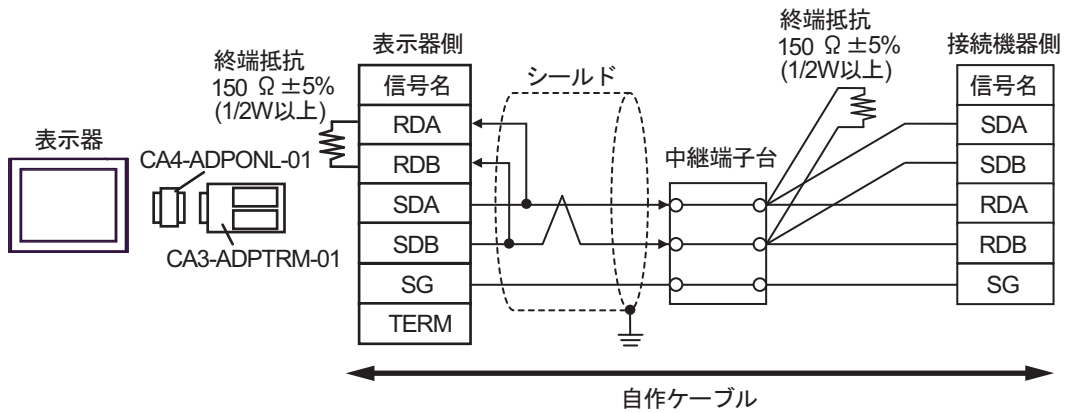 表示器
CA4-ADPONL-01
CA3-ADPTRM-01
終端抵抗
150 Ω ±5%
(1/2W以上)
表示器側
信号名
RDA
RDB
SDA
SDB
SG
TERM
シールド
中継端子台
終端抵抗
150 Ω ±5%
(1/2W以上)
接続機器側
信号名
SDA
SDB
RDA
RDB
SG
自作ケーブル